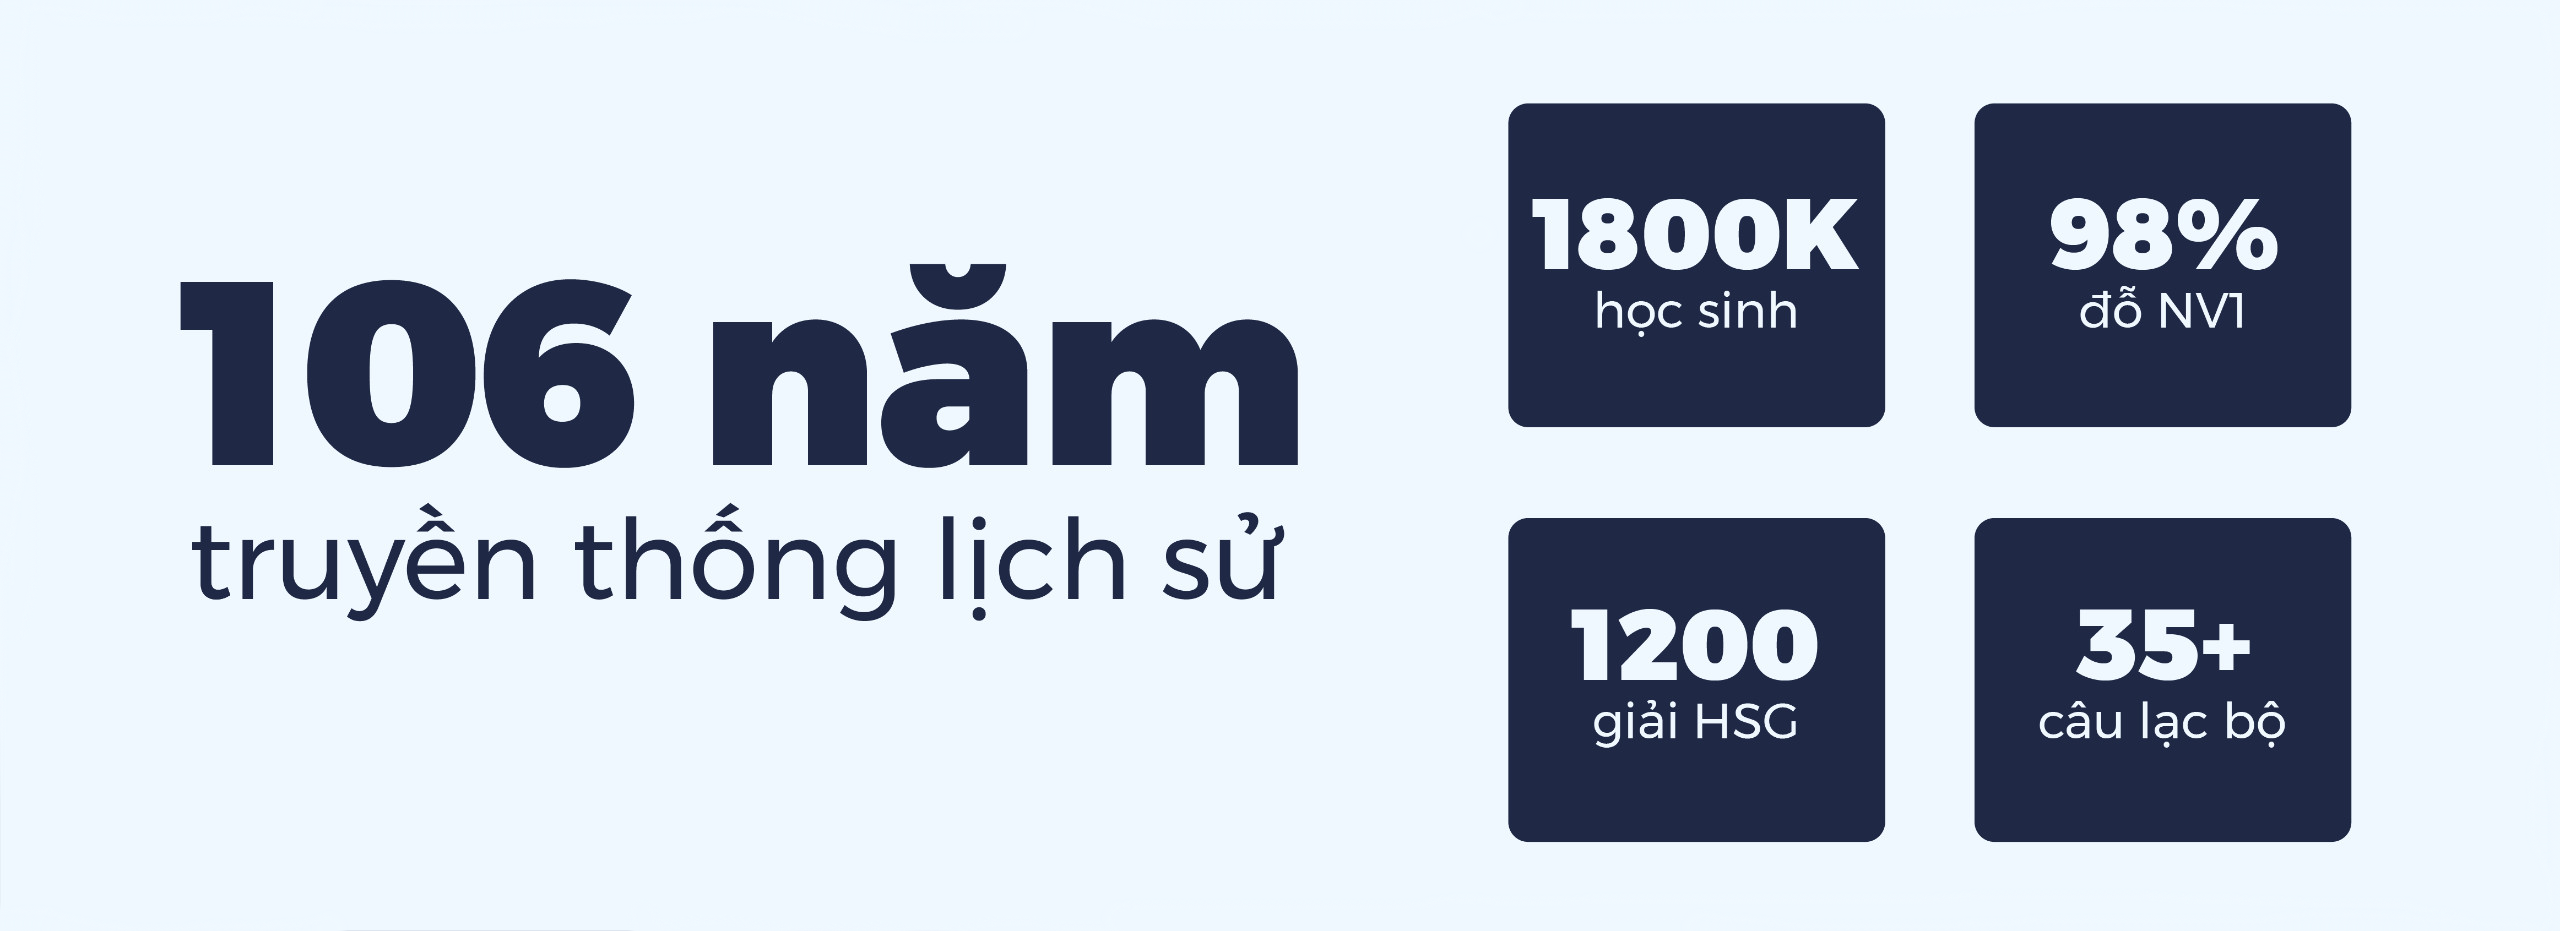 106 năm
truyền thống lịch sử
1800K
học sinh
98%
đỗ NV1
1200
giải HSG
35+
câu lạc bộ